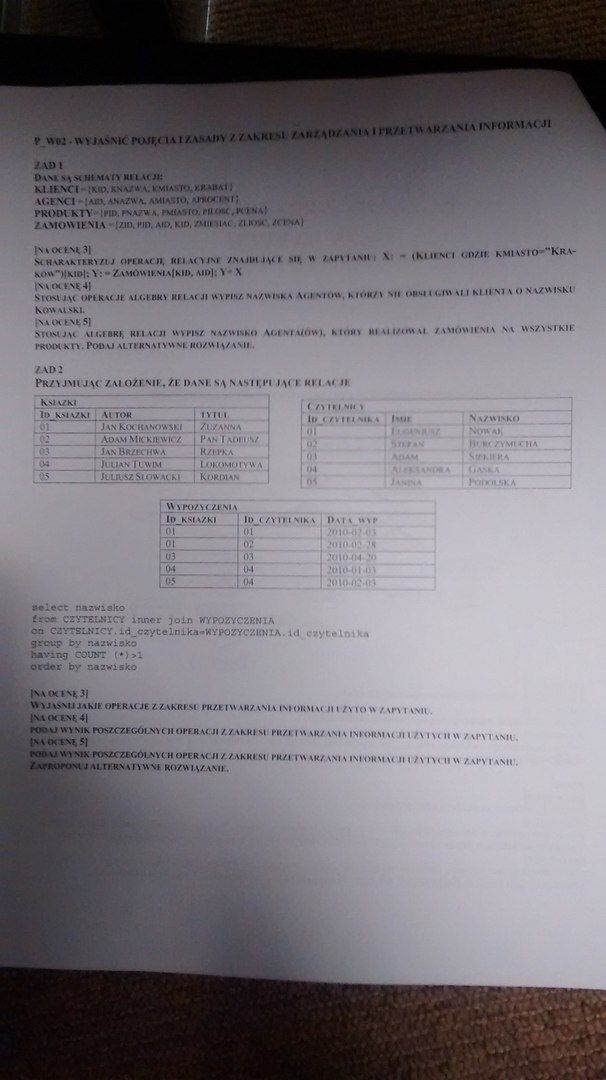 P_W02 - WYJAŚNIĆ POJĘCIA I ZASADY Z ZAKRESU ZARZĄDZANIA I PRZETWARZANIA INFORMACJI
ZAD 1
DANE SĄ SCHEMATY RELACJI:
KLIENCI = {KID, KNAZWA, KMIASTO, KRABAT}
AGENCI = {AID, ANAZWA, AMIASTO, APROCENT}
PRODUKTY = {PID, PNAZWA, PMIASTO, PILOSC, PCENA}
ZAMOWIENIA = {ZID, PID, AID, KID, ZMIESIAC, ZLIOSC, ZCENA}
[NA OCENĘ 3]
SCHARAKTERYZUJ OPERACJĘ RELACYJNE ZNAJDUJĄCE SIĘ W ZAPYTANIU: X: = (KLIENCI GDZIE KMIASTO="KRA-
KÓW")[KID]; Y: = ZAMÓWIENIA[KID, AID]; Y÷X
[NA OCENĘ 4]
STOSUJĄC OPERACJE ALGEBRY RELACJI WYPISZ NAZWISKA AGENTÓW, KTÓRZY NIE OBSŁUGIWALI KLIENTA O NAZWISKU
KOWALSKI.
[NA OCENĘ 5]
STOSUJĄC ALGEBRĘ RELACJI WYPISZ NAZWISKO AGENTA(ÓW), KTÓRY REALIZOWAŁ ZAMÓWIENIA NA WSZYSTKIE
PRODUKTY. PODAJ ALTERNATYWNE ROZWIĄZANIE.
ZAD 2
PRZYJMUJĄC ZAŁOŻENIE, ŻE DANE SĄ NASTĘPUJĄCE RELACJE
KSIAZKI
ID_KSIAZKI AUTOR TYTUL
01 JAN KOCHANOWSKI ZUZANNA
02 ADAM MICKIEWICZ PAN TADEUSZ
03 JAN BRZECHWA RZEPKA
04 JULIAN TUWIM LOKOMOTYWA
05 JULIUSZ SŁOWACKI KORDIAN
CZYTELNICY
ID_CZYTELNIKA IMIE NAZWISKO
01 EUGENIUSZ NOWAK
02 STEFAN BURCZYMUCHA
03 ADAM SIEKIERA
04 ALEKSANDRA GĄSKA
05 JANINA PODOLSKA
WYPOZYCZENIA
ID_KSIAZKI ID_CZYTELNIKA DATA_WYP
01 01 2010-02-03
01 02 2010-02-28
03 03 2010-04-20
04 04 2010-01-03
05 04 2010-02-03
select nazwisko
from CZYTELNICY inner join WYPOZYCZENIA
on CZYTELNICY.id_czytelnika=WYPOZYCZENIA.id_czytelnika
group by nazwisko
having COUNT (*)>1
order by nazwisko
[NA OCENĘ 3]
WYJAŚNIJ JAKIE OPERACJE Z ZAKRESU PRZETWARZANIA INFORMACJI UŻYTO W ZAPYTANIU.
[NA OCENĘ 4]
PODAJ WYNIK POSZCZEGÓLNYCH OPERACJI Z ZAKRESU PRZETWARZANIA INFORMACJI UŻYTYCH W ZAPYTANIU.
[NA OCENĘ 5]
PODAJ WYNIK POSZCZEGÓLNYCH OPERACJI Z ZAKRESU PRZETWARZANIA INFORMACJI UŻYTYCH W ZAPYTANIU.
ZAPROPONUJ ALTERNATYWNE ROZWIĄZANIE.